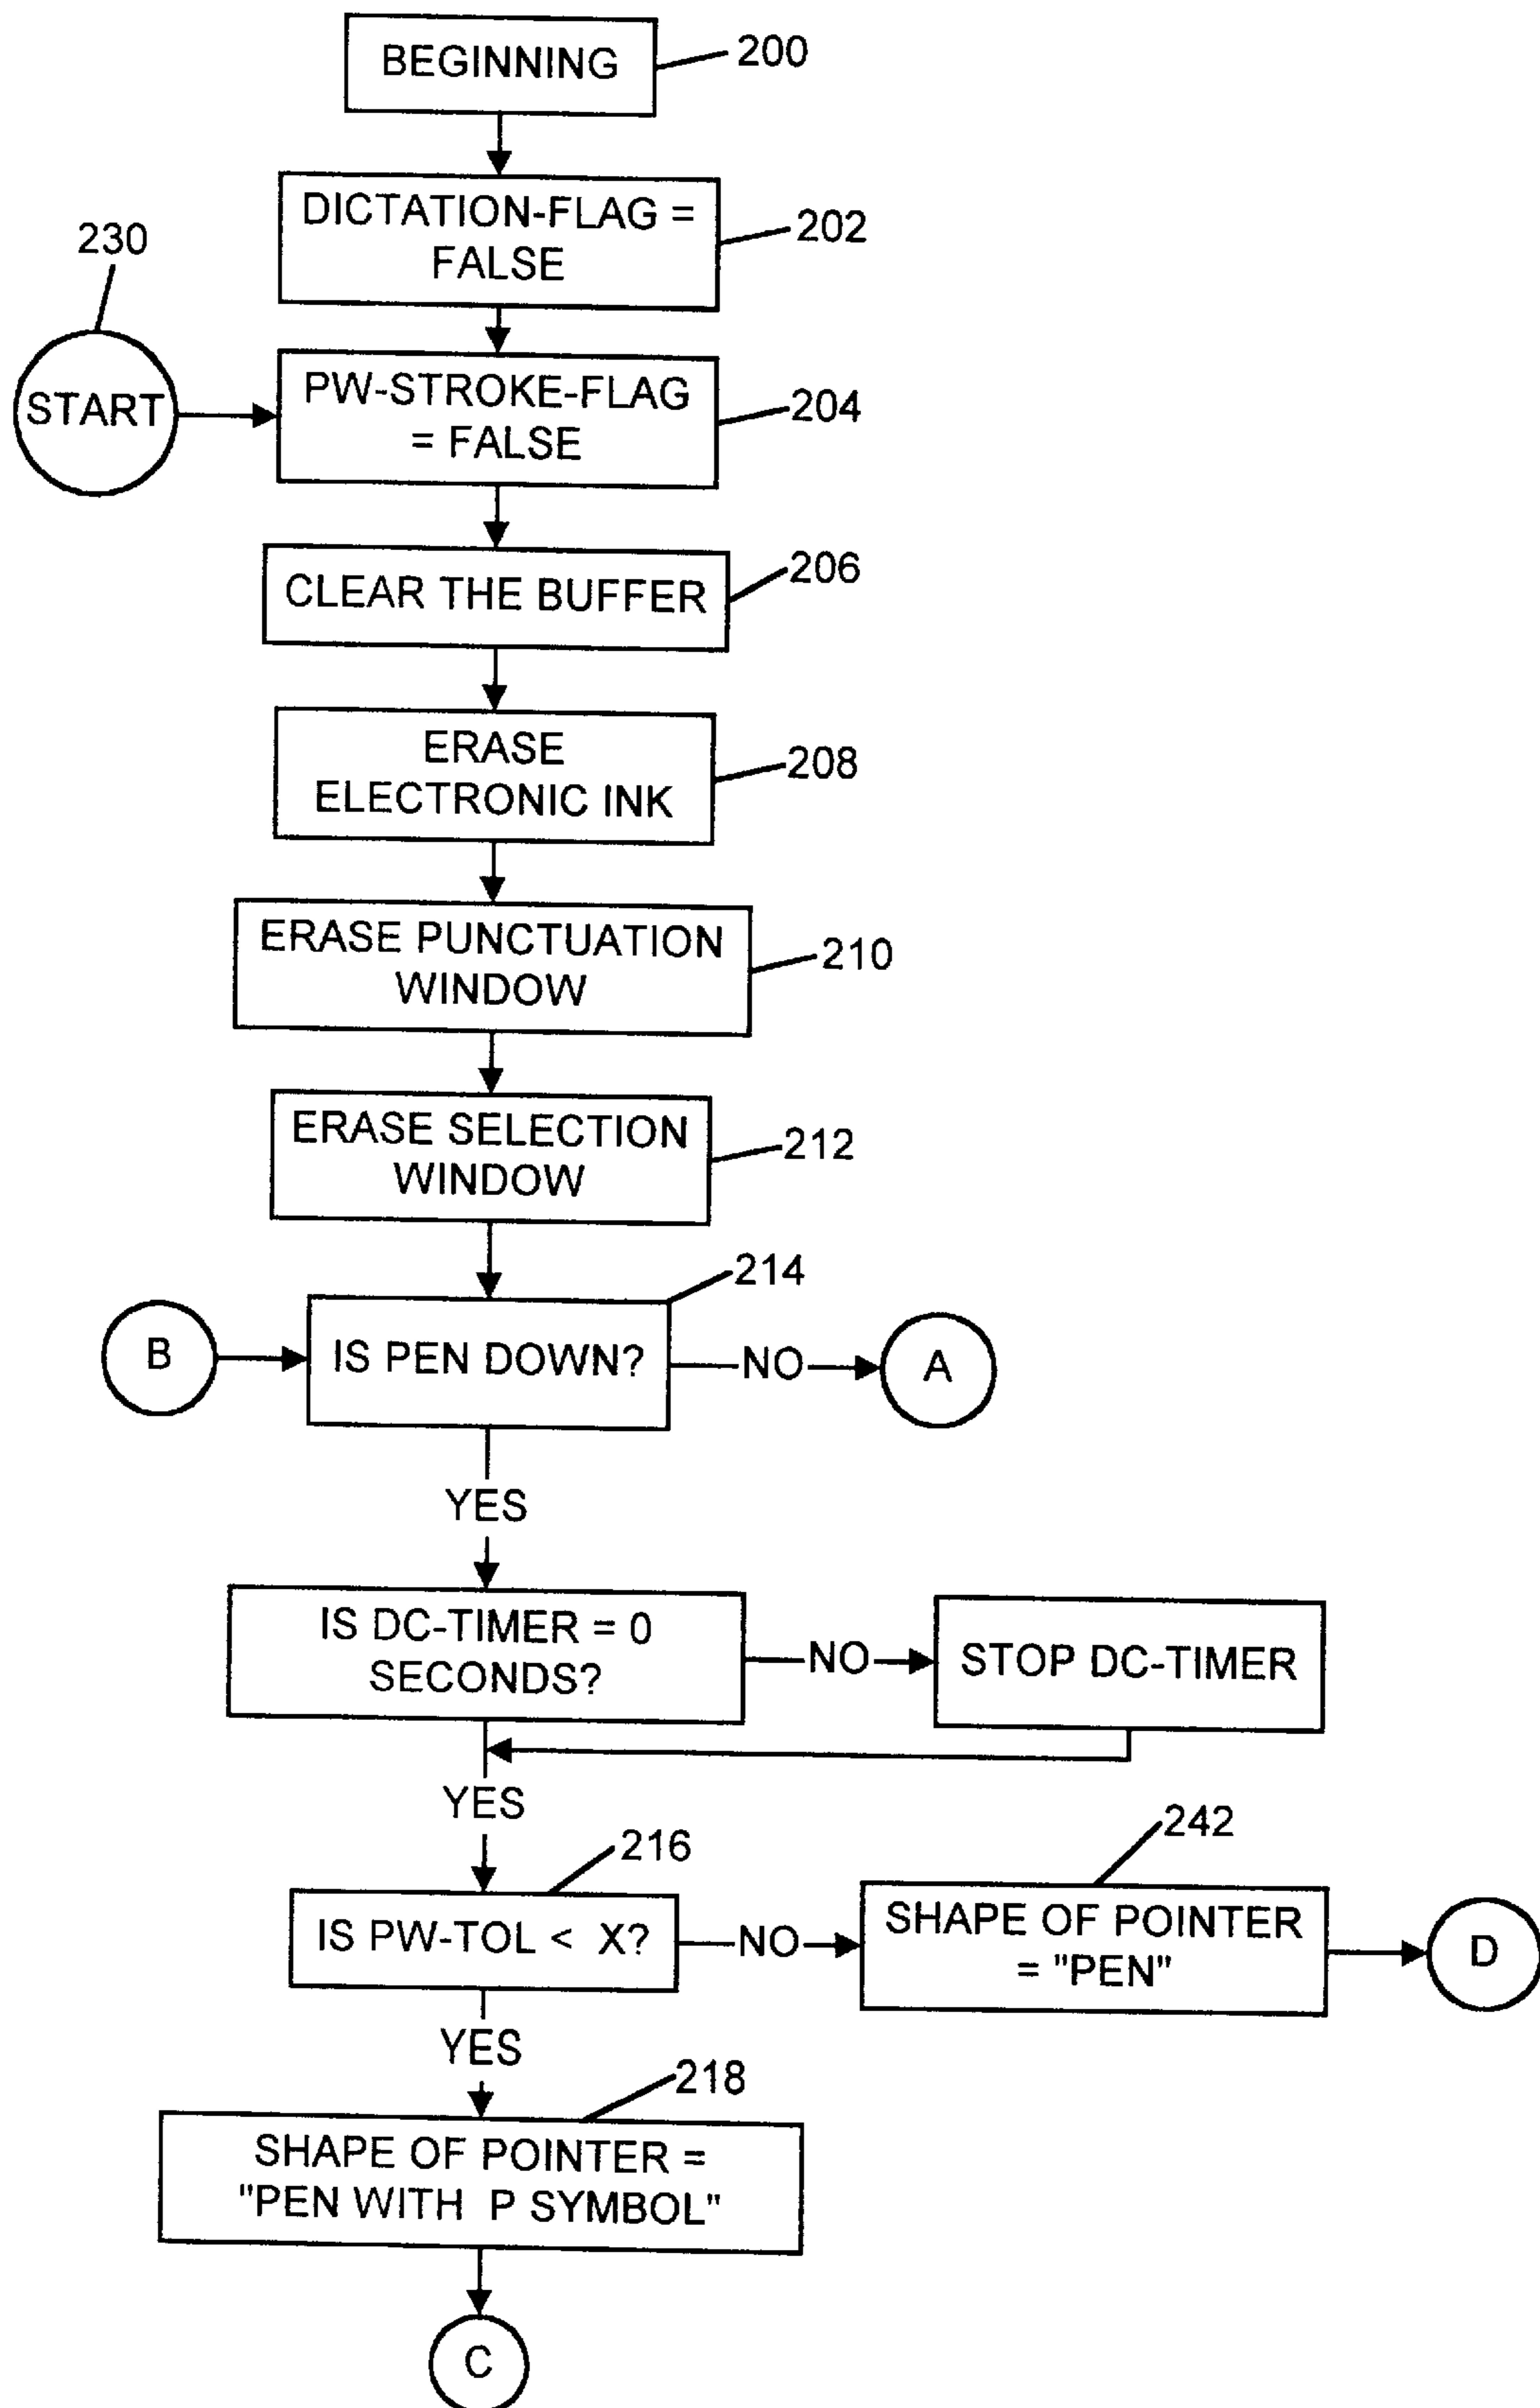 BEGINNING
200
DICTATION-FLAG =
FALSE
202
230
START
PW-STROKE-FLAG
= FALSE
204
CLEAR THE BUFFER
206
ERASE
ELECTRONIC INK
208
ERASE PUNCTUATION
WINDOW
210
ERASE SELECTION
WINDOW
212
214
B
IS PEN DOWN?
NO
A
YES
IS DC-TIMER = 0
SECONDS?
NO
STOP DC-TIMER
YES
216
242
IS PW-TOL < X?
NO
SHAPE OF POINTER
= "PEN"
D
YES
218
SHAPE OF POINTER =
"PEN WITH P SYMBOL"
C